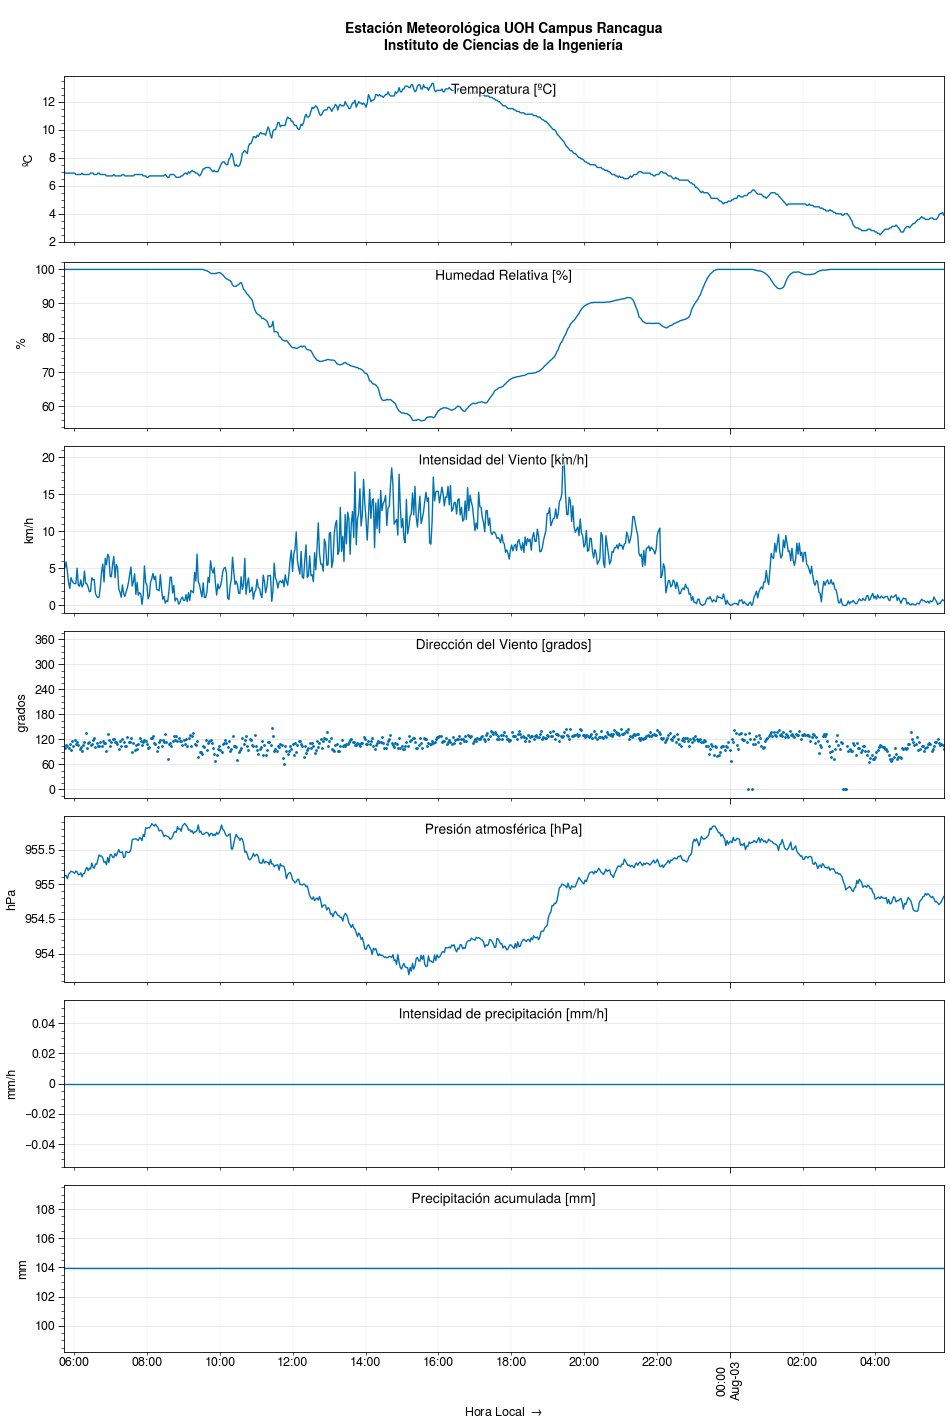 Estación Meteorológica UOH Campus Rancagua
Instituto de Ciencias de la Ingeniería
Temperatura [ºC]
12
10
8
6
4
2
ºC
Humedad Relativa [%]
100
90
80
70
60
%
Intensidad del Viento [km/h]
20
15
10
5
0
km/h
Dirección del Viento [grados]
360
300
240
180
120
60
0
grados
Presión atmosférica [hPa]
955.5
955
954.5
954
hPa
Intensidad de precipitación [mm/h]
0.04
0.02
0
−0.02
−0.04
mm/h
Precipitación acumulada [mm]
108
106
104
102
100
mm
06:00 08:00 10:00 12:00 14:00 16:00 18:00 20:00 22:00 00:00 02:00 04:00
Aug-03
Hora Local →